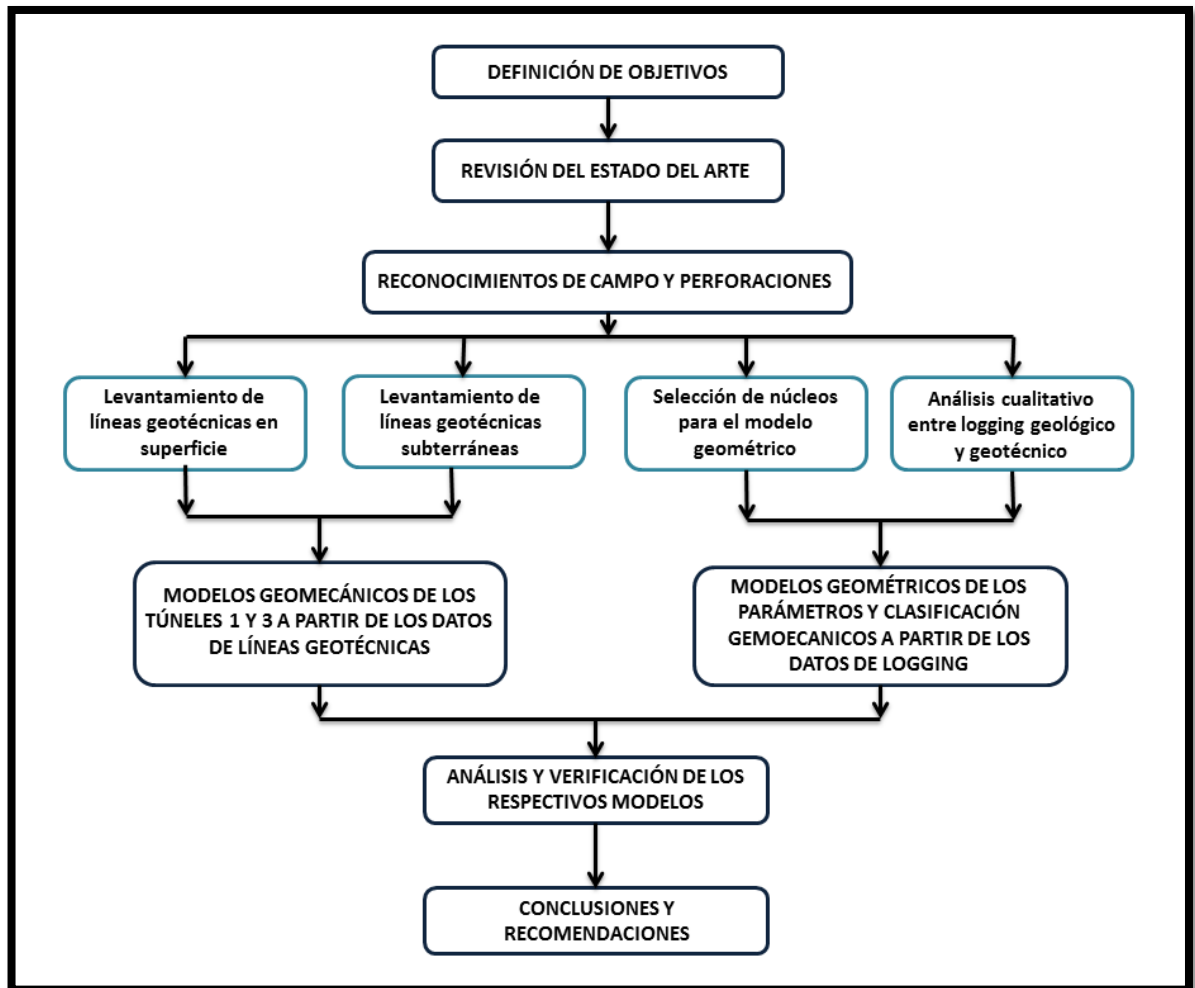 DEFINICIÓN DE OBJETIVOS
REVISIÓN DEL ESTADO DEL ARTE
RECONOCIMIENTOS DE CAMPO Y PERFORACIONES
Levantamiento de
líneas geotécnicas en
superficie
Levantamiento de
líneas geotécnicas
subterráneas
Selección de núcleos
para el modelo
geométrico
Análisis cualitativo
entre logging geológico
y geotécnico
MODELOS GEOMECÁNICOS DE LOS
TÚNELES 1 Y 3 A PARTIR DE LOS DATOS
DE LÍNEAS GEOTÉCNICAS
MODELOS GEOMÉTRICOS DE LOS
PARÁMETROS Y CLASIFICACIÓN
GEMOECANICOS A PARTIR DE LOS
DATOS DE LOGGING
ANÁLISIS Y VERIFICACIÓN DE LOS
RESPECTIVOS MODELOS
CONCLUSIONES Y
RECOMENDACIONES